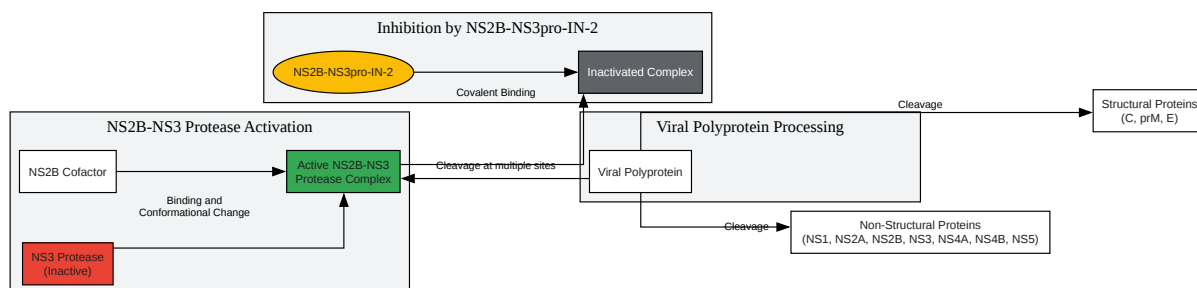 Inhibition by NS2B-NS3pro-IN-2
NS2B-NS3pro-IN-2
Inactivated Complex
Covalent Binding
Cleavage
Structural Proteins
(C, prM, E)
NS2B-NS3 Protease Activation
Viral Polyprotein Processing
NS2B Cofactor
Active NS2B-NS3
Protease Complex
Cleavage at multiple sites
Viral Polyprotein
Binding and
Conformational Change
Cleavage
Non-Structural Proteins
(NS1, NS2A, NS2B, NS3, NS4A, NS4B, NS5)
NS3 Protease
(Inactive)